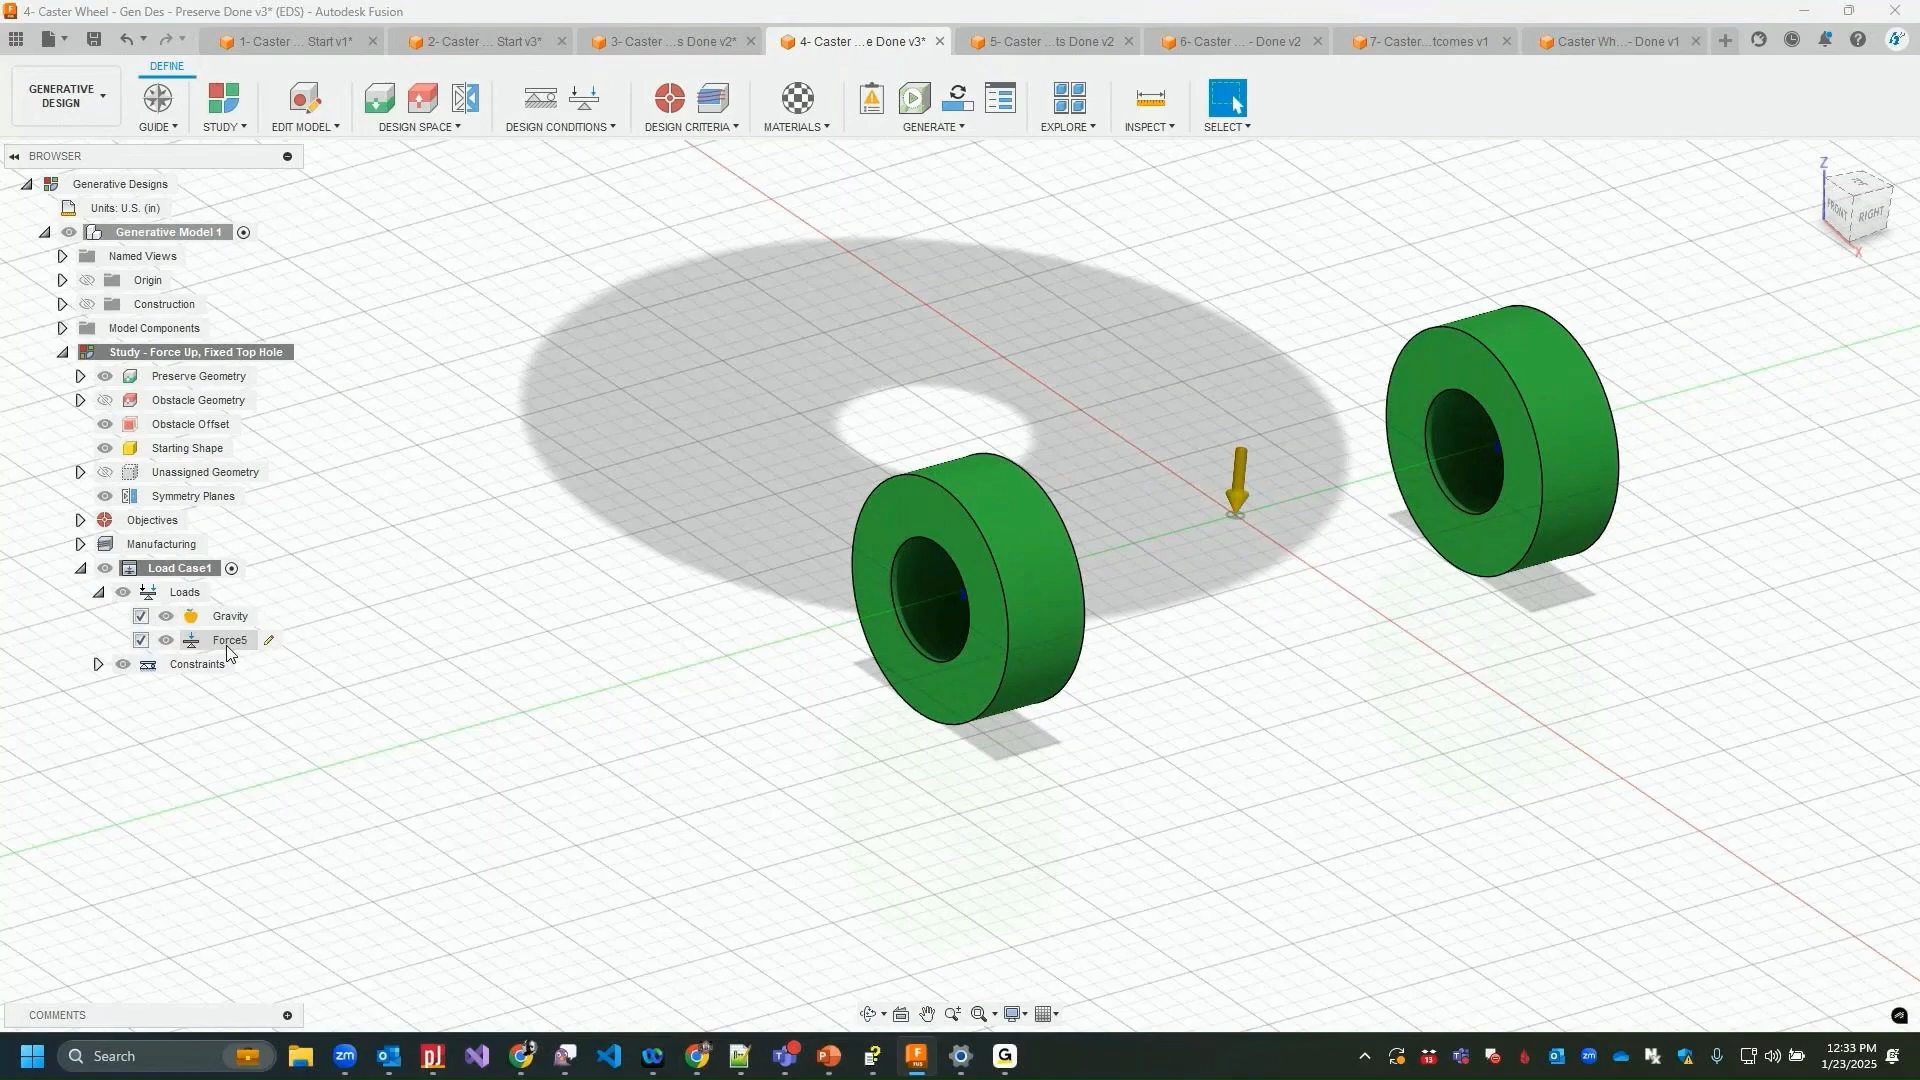 4- Caster Wheel - Gen Des - Preserve Done v3* (EDS) - Autodesk Fusion
1- Caster ... Start v1*
2- Caster ... Start v3*
3- Caster ...s Done v2*
4- Caster ...e Done v3*
5- Caster ...ts Done v2
6- Caster ... - Done v2
7- Caster...tcomes v1
Caster Wh...- Done v1
DEFINE
GENERATIVE
DESIGN
GUIDE
STUDY
EDIT MODEL
DESIGN SPACE
DESIGN CONDITIONS
DESIGN CRITERIA
MATERIALS
GENERATE
EXPLORE
INSPECT
SELECT
BROWSER
Generative Designs
Units: U.S. (in)
Generative Model 1
Named Views
Origin
Construction
Model Components
Study - Force Up, Fixed Top Hole
Preserve Geometry
Obstacle Geometry
Obstacle Offset
Starting Shape
Unassigned Geometry
Symmetry Planes
Objectives
Manufacturing
Load Case1
Loads
Gravity
Force5
Constraints
Z
FRONT
RIGHT
X
COMMENTS
Search
12:33 PM
1/23/2025